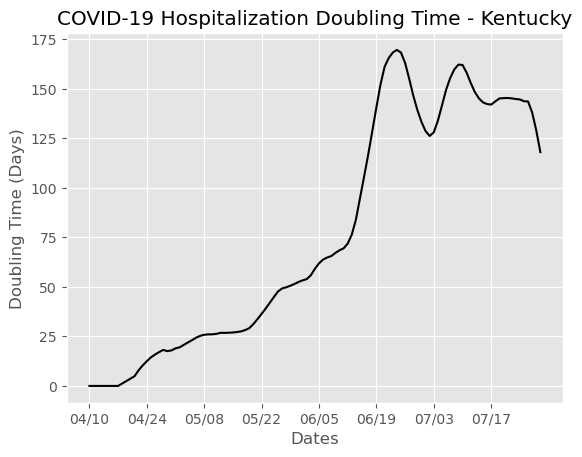 COVID-19 Hospitalization Doubling Time - Kentucky
175
150
125
100
75
50
25
0
Doubling Time (Days)
04/10 04/24 05/08 05/22 06/05 06/19 07/03 07/17
Dates